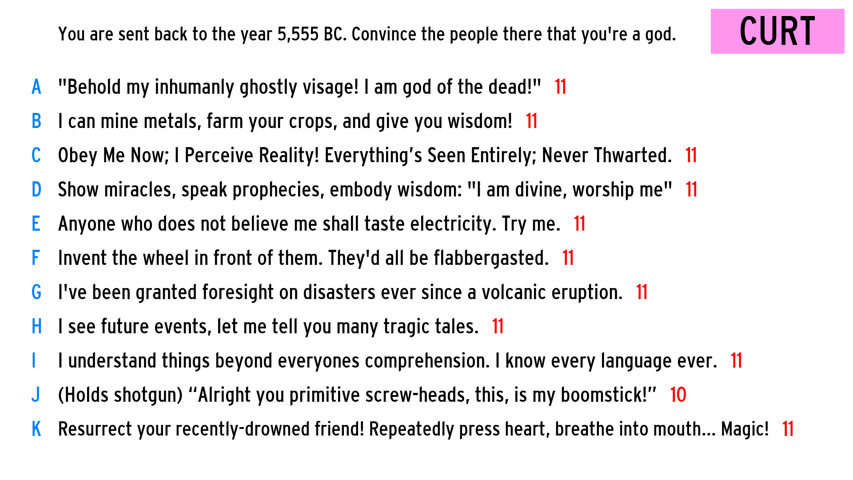 You are sent back to the year 5,555 BC. Convince the people there that you're a god.
CURT
A "Behold my inhumanly ghostly visage! I am god of the dead!" 11
B I can mine metals, farm your crops, and give you wisdom! 11
C Obey Me Now; I Perceive Reality! Everything’s Seen Entirely; Never Thwarted. 11
D Show miracles, speak prophecies, embody wisdom: "I am divine, worship me" 11
E Anyone who does not believe me shall taste electricity. Try me. 11
F Invent the wheel in front of them. They'd all be flabbergasted. 11
G I've been granted foresight on disasters ever since a volcanic eruption. 11
H I see future events, let me tell you many tragic tales. 11
I I understand things beyond everyones comprehension. I know every language ever. 11
J (Holds shotgun) “Alright you primitive screw-heads, this, is my boomstick!” 10
K Resurrect your recently-drowned friend! Repeatedly press heart, breathe into mouth... Magic! 11